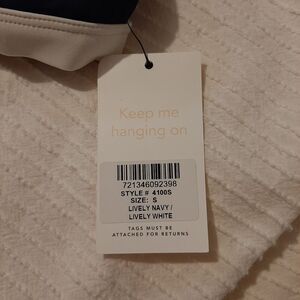 Keep me
hanging on
721346092398
STYLE # 4100S
SIZE: S
LIVELY NAVY /
LIVELY WHITE
TAGS MUST BE
ATTACHED FOR RETURNS